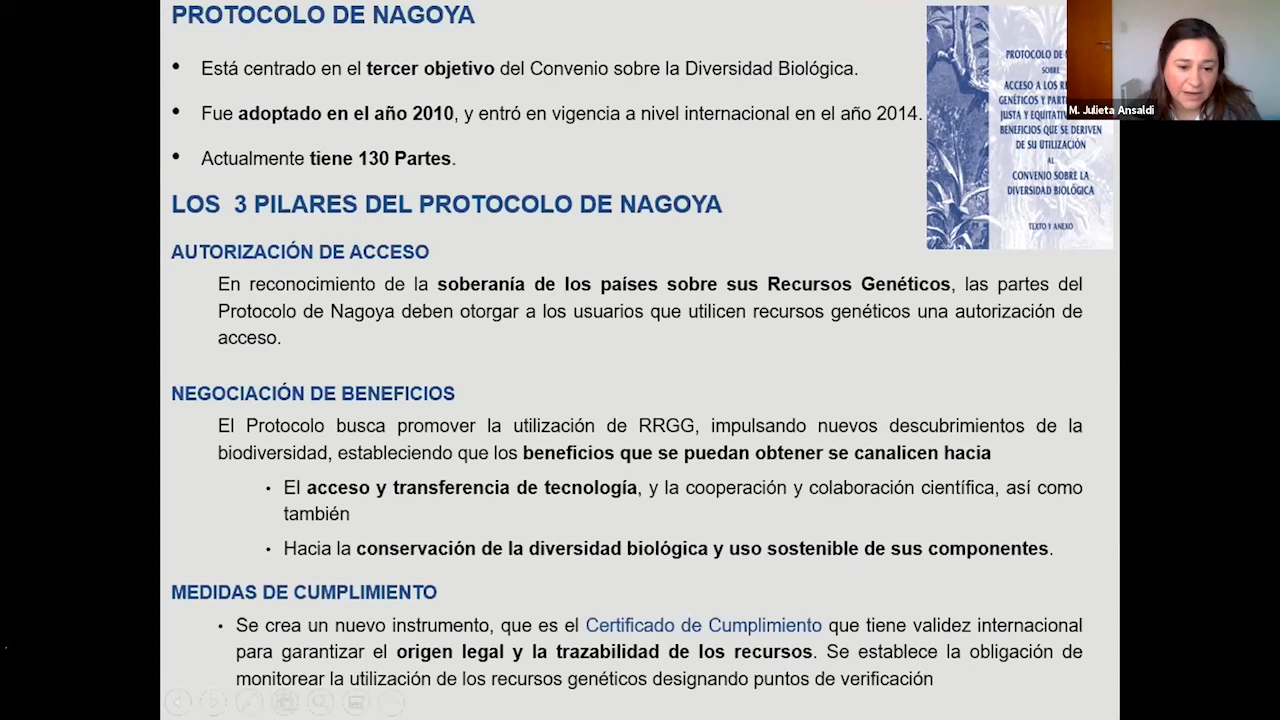 PROTOCOLO DE NAGOYA
• Está centrado en el tercer objetivo del Convenio sobre la Diversidad Biológica.
• Fue adoptado en el año 2010, y entró en vigencia a nivel internacional en el año 2014.
• Actualmente tiene 130 Partes.
LOS 3 PILARES DEL PROTOCOLO DE NAGOYA
AUTORIZACIÓN DE ACCESO
En reconocimiento de la soberanía de los países sobre sus Recursos Genéticos, las partes del
Protocolo de Nagoya deben otorgar a los usuarios que utilicen recursos genéticos una autorización de
acceso.
NEGOCIACIÓN DE BENEFICIOS
El Protocolo busca promover la utilización de RRGG, impulsando nuevos descubrimientos de la
biodiversidad, estableciendo que los beneficios que se puedan obtener se canalicen hacia
• El acceso y transferencia de tecnología, y la cooperación y colaboración científica, así como
también
• Hacia la conservación de la diversidad biológica y uso sostenible de sus componentes.
MEDIDAS DE CUMPLIMIENTO
• Se crea un nuevo instrumento, que es el Certificado de Cumplimiento que tiene validez internacional
para garantizar el origen legal y la trazabilidad de los recursos. Se establece la obligación de
monitorear la utilización de los recursos genéticos designando puntos de verificación
PROTOCOLO DE
SOBRE
ACCESO A LOS
GENÉTICOS Y
JUSTA Y
BENEFICIOS QUE SE DERIVEN
DE SU UTILIZACIÓN
AL
CONVENIO SOBRE LA
DIVERSIDAD BIOLÓGICA
TEXTO Y ANEXO
M. Julieta Ansaldi